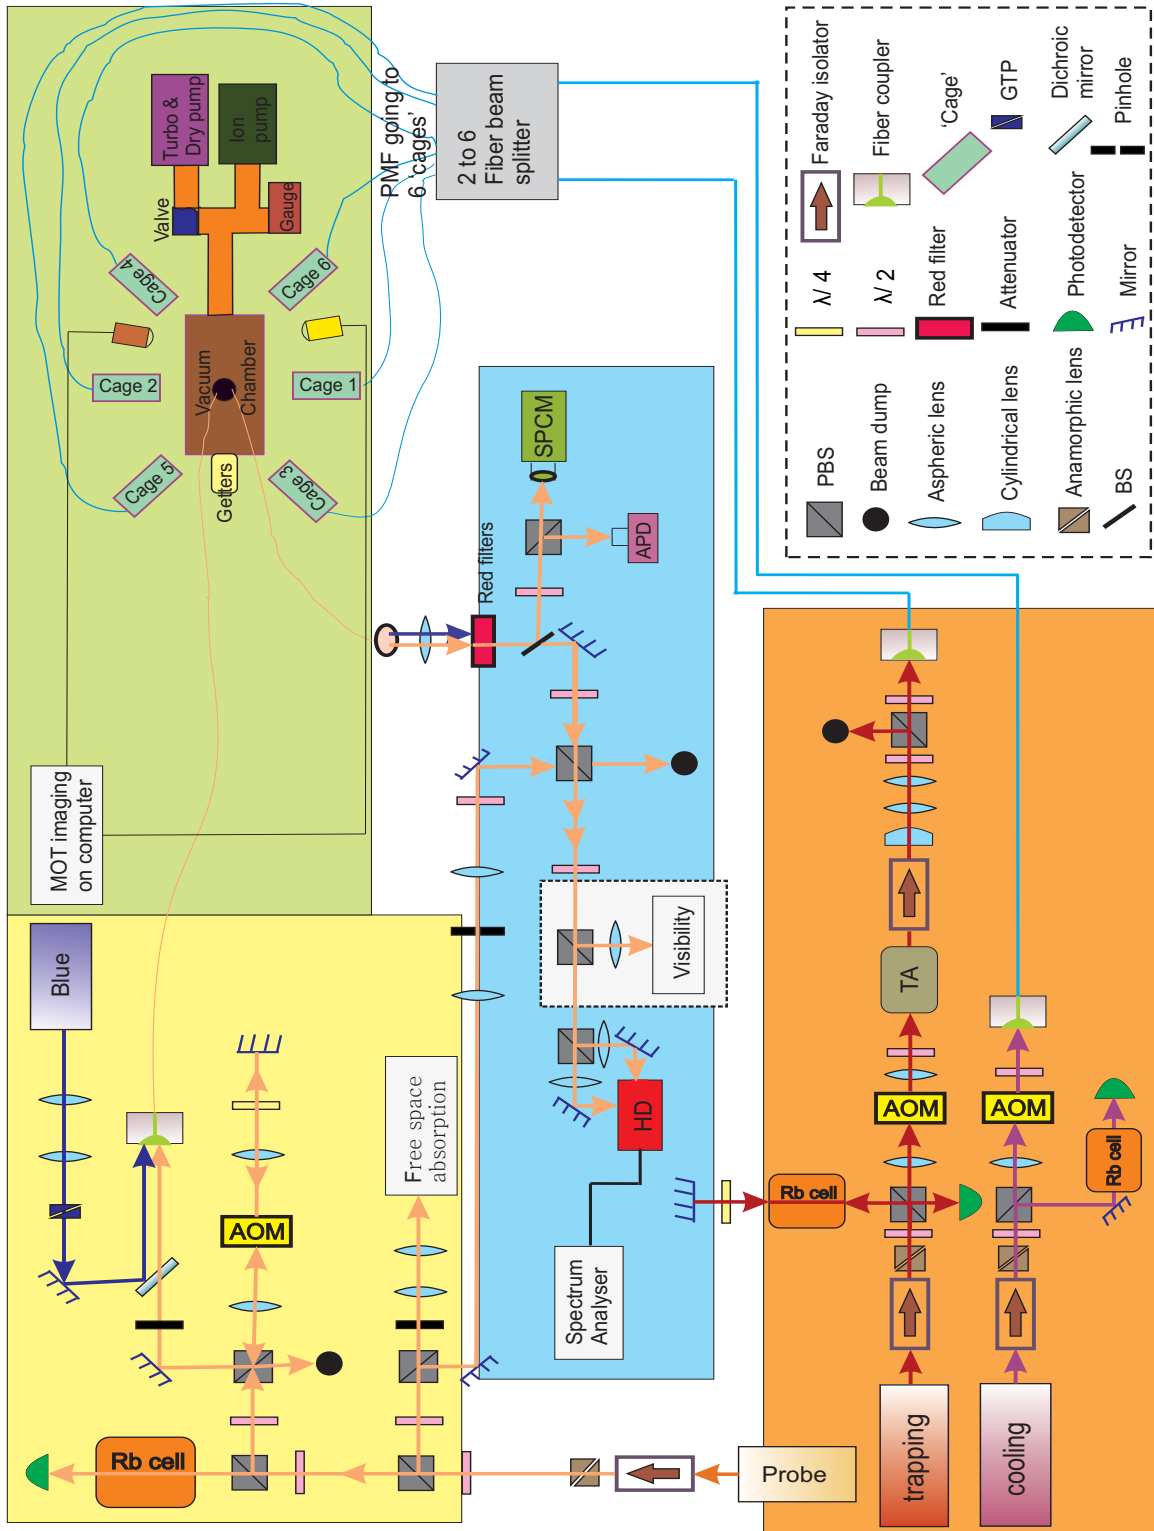 Turbo &
Dry pump
Ion
pump
Valve
Gauge
Cage 4
Cage 6
Cage 2
Cage 1
Cage 5
Cage 3
Vacuum
Chamber
Getters
PMF going to
6 'cages'
2 to 6
Fiber beam
splitter
MOT imaging
on computer
Blue
AOM
Free space
absorption
Rb cell
Red filters
SPCM
APD
Visibility
HD
Spectrum
Analyser
Probe
Rb cell
AOM
TA
trapping
AOM
Rb cell
cooling
PBS
Beam dump
Aspheric lens
Cylindrical lens
Anamorphic lens
BS
λ/ 4
λ/ 2
Red filter
Attenuator
Photodetector
Mirror
Faraday isolator
Fiber coupler
'Cage'
GTP
Dichroic
mirror
Pinhole